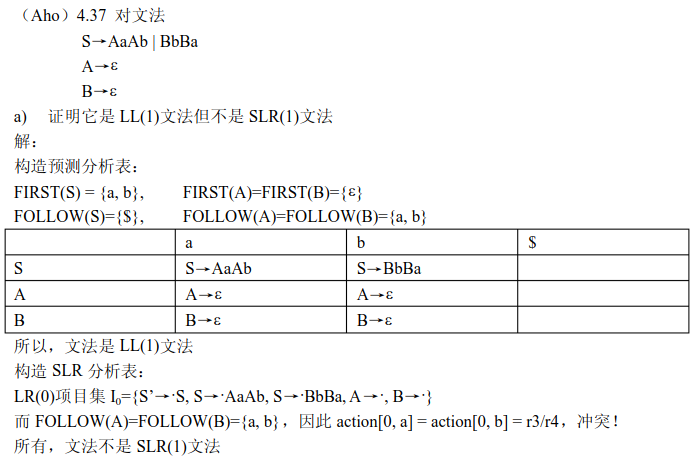 （Aho）4.37 对文法
S→AaAb | BbBa
A→ε
B→ε
a) 证明它是 LL(1)文法但不是 SLR(1)文法
解：
构造预测分析表：
FIRST(S) = {a, b}, FIRST(A)=FIRST(B)={ε}
FOLLOW(S)={$}, FOLLOW(A)=FOLLOW(B)={a, b}
a b $
S S→AaAb S→BbBa
A A→ε A→ε
B B→ε B→ε
所以，文法是 LL(1)文法
构造 SLR 分析表：
LR(0)项目集 I₀={S’→·S, S→·AaAb, S→·BbBa, A→·, B→·}
而 FOLLOW(A)=FOLLOW(B)={a, b}，因此 action[0, a] = action[0, b] = r3/r4，冲突！
所有，文法不是 SLR(1)文法